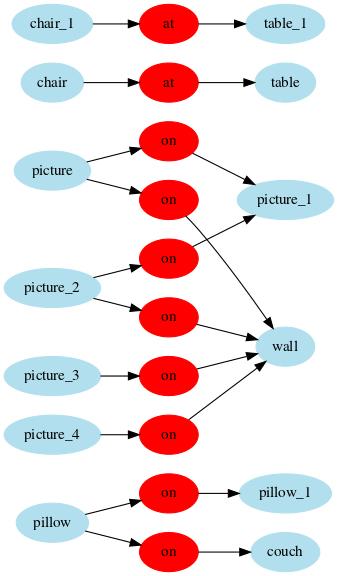 chair_1 at table_1
chair at table
on
picture
on picture_1
on
picture_2
on
wall
picture_3 on
picture_4 on
on pillow_1
pillow
on couch